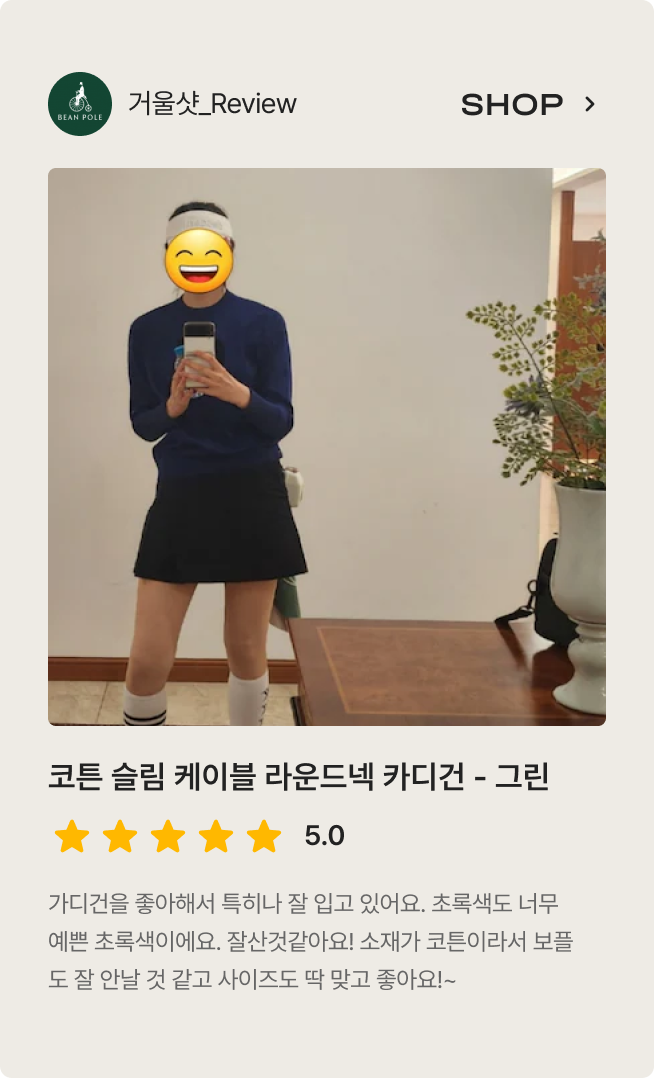 BEAN POLE
거울샷_Review
SHOP
코튼 슬림 케이블 라운드넥 카디건 - 그린
5.0
가디건을 좋아해서 특히나 잘 입고 있어요. 초록색도 너무
예쁜 초록색이에요. 잘산것같아요! 소재가 코튼이라서 보플
도 잘 안날 것 같고 사이즈도 딱 맞고 좋아요!~